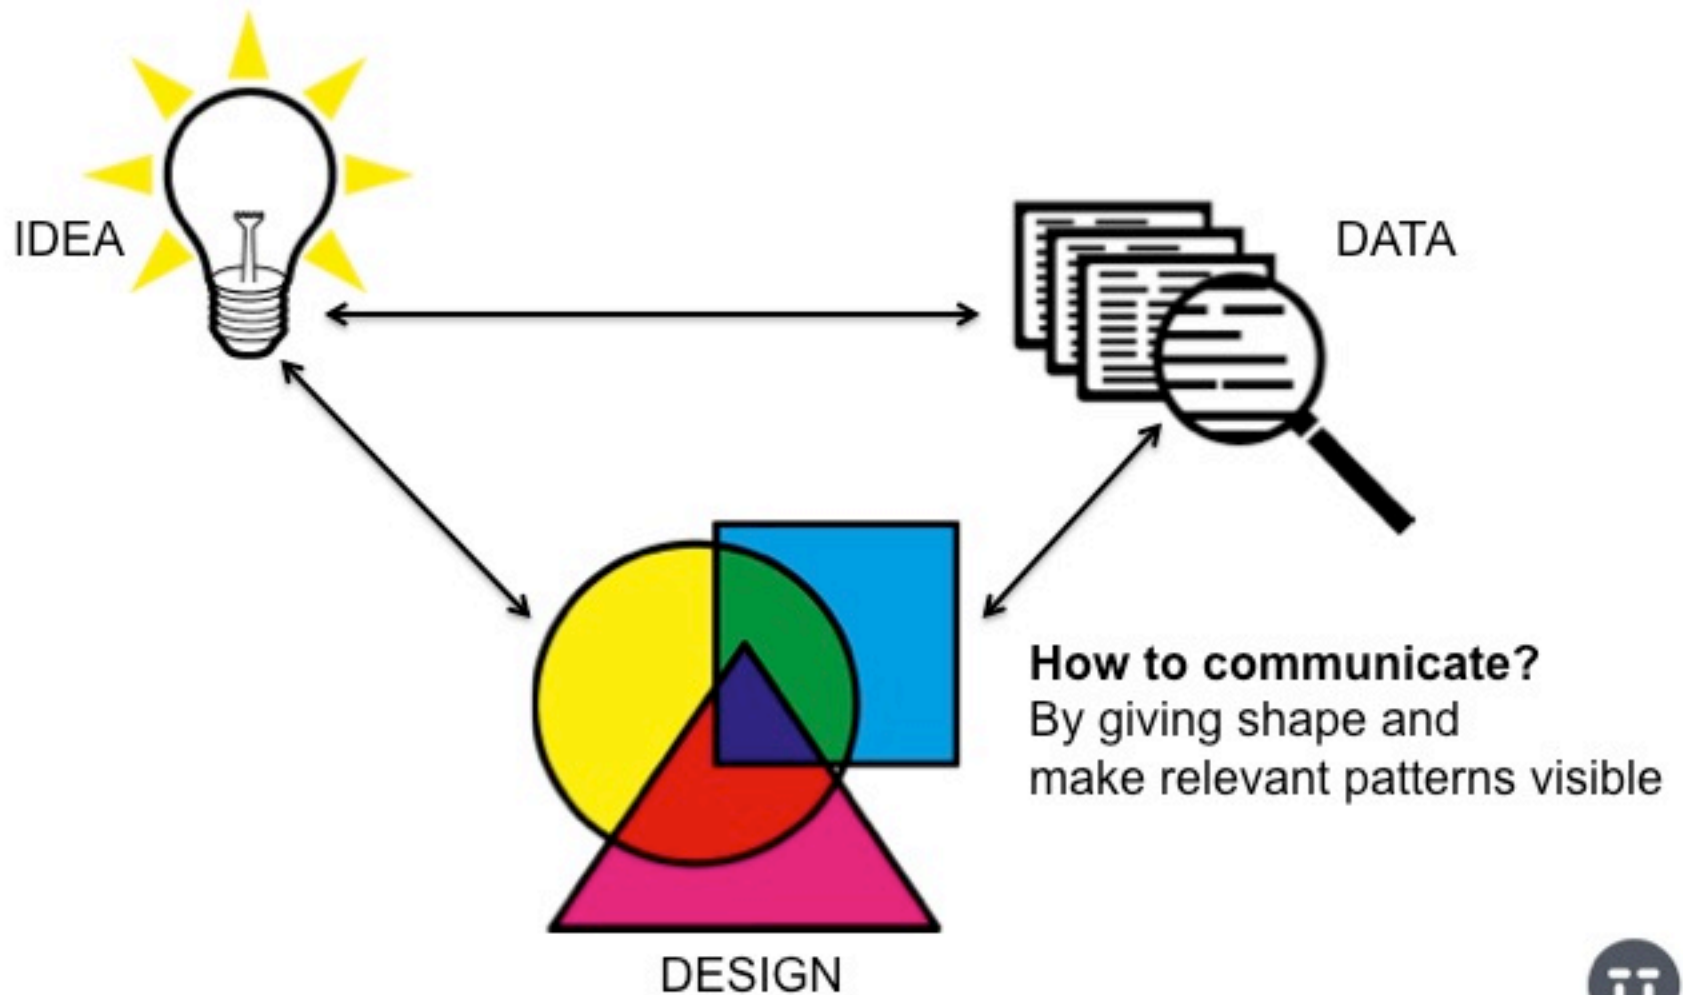 IDEA
DATA
How to communicate?
By giving shape and
make relevant patterns visible
DESIGN